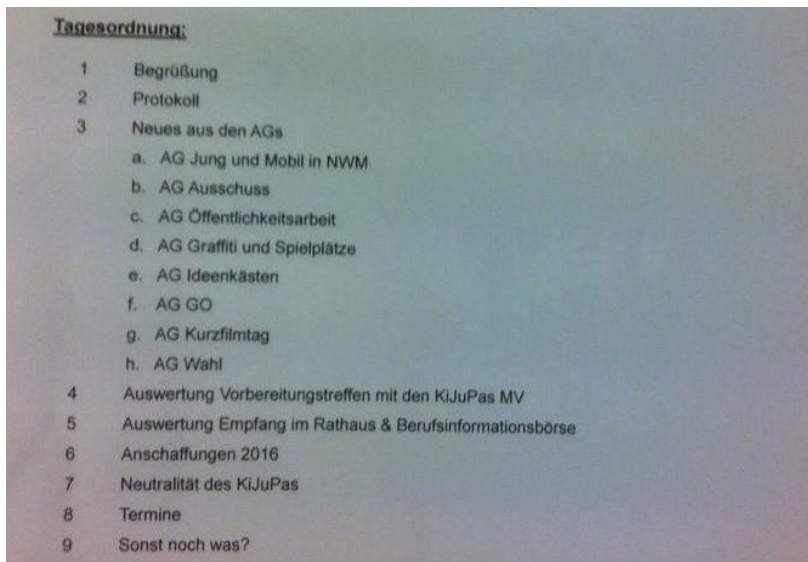 Tagesordnung:
1 Begrüßung
2 Protokoll
3 Neues aus den AGs
a. AG Jung und Mobil in NWM
b. AG Ausschuss
c. AG Öffentlichkeitsarbeit
d. AG Graffiti und Spielplätze
e. AG Ideenkästen
f. AG GO
g. AG Kurzfilmtag
h. AG Wahl
4 Auswertung Vorbereitungstreffen mit den KiJuPas MV
5 Auswertung Empfang im Rathaus & Berufsinformationsbörse
6 Anschaffungen 2016
7 Neutralität des KiJuPas
8 Termine
9 Sonst noch was?